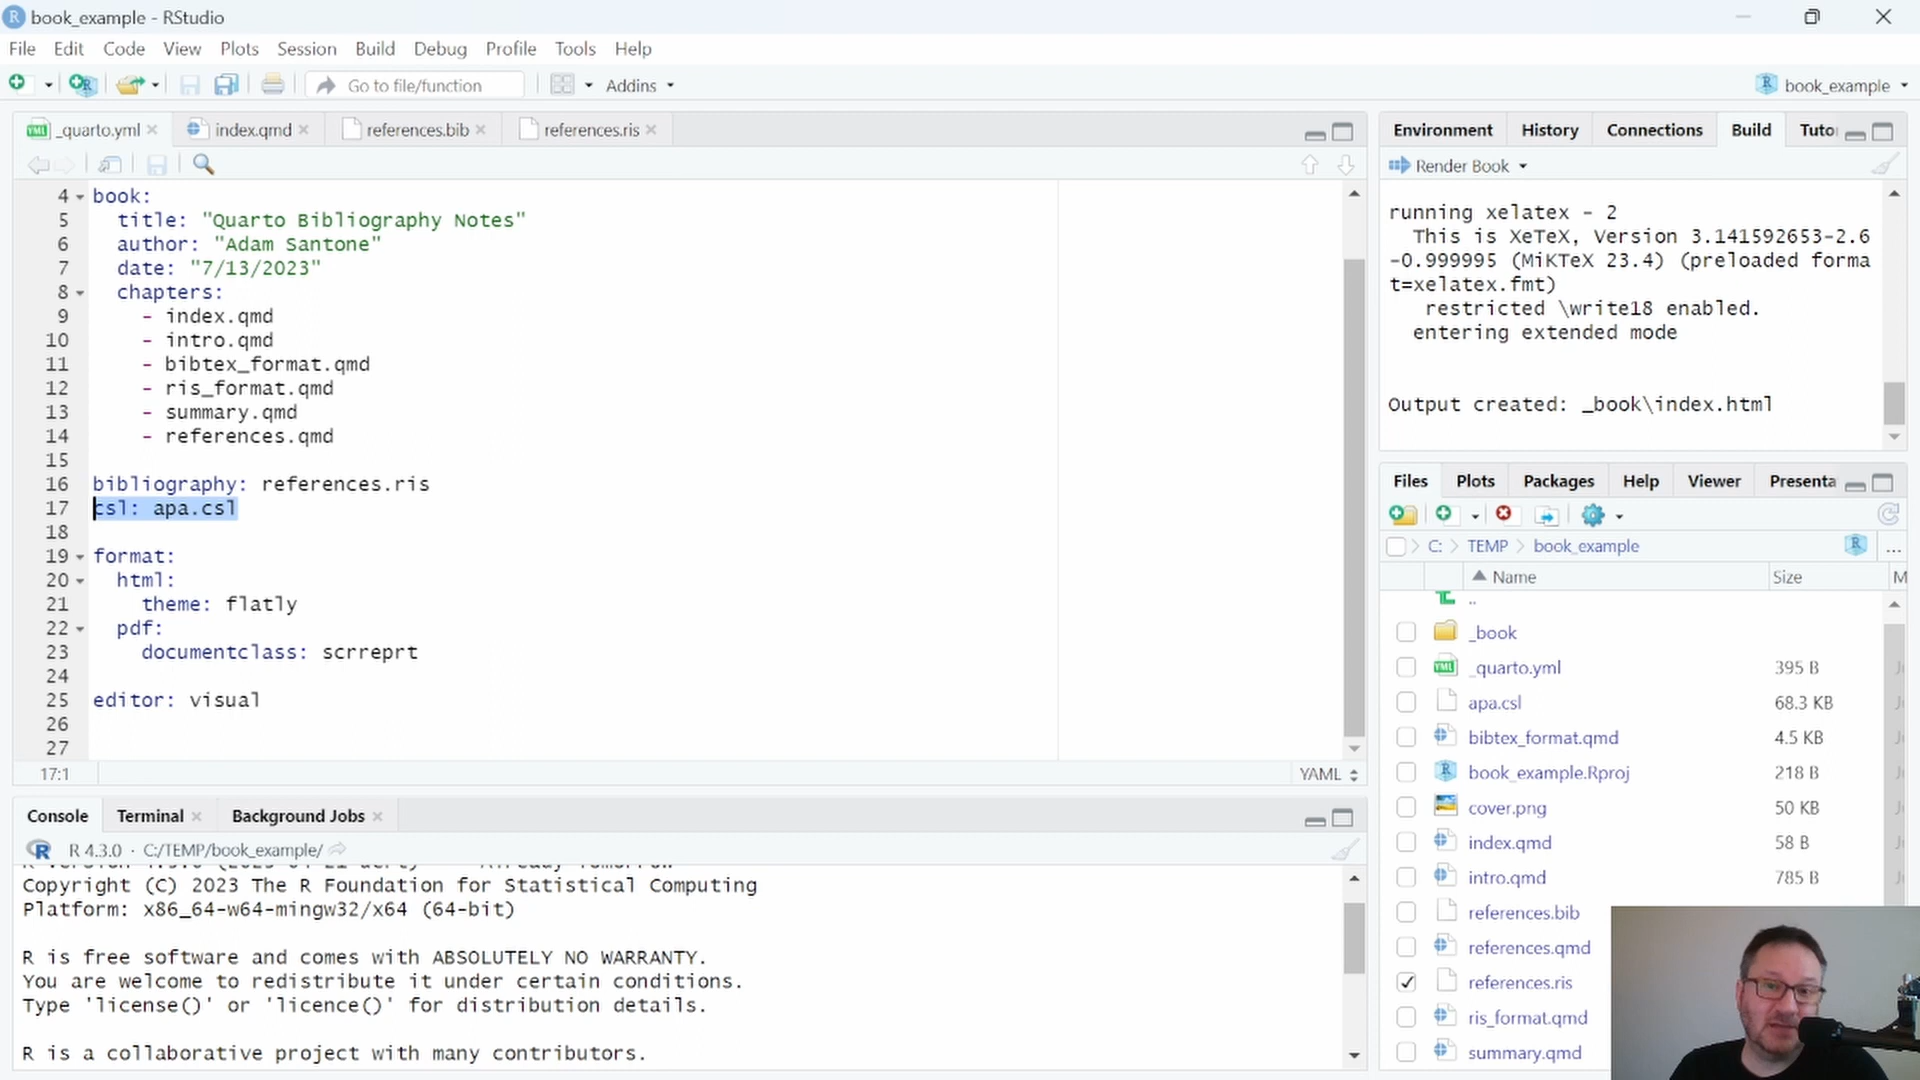 book_example - RStudio
File Edit Code View Plots Session Build Debug Profile Tools Help
Go to file/function Addins book_example
_quarto.yml index.qmd references.bib references.ris
4 book:
5 title: "Quarto Bibliography Notes"
6 author: "Adam Santone"
7 date: "7/13/2023"
8 chapters:
9 - index.qmd
10 - intro.qmd
11 - bibtex_format.qmd
12 - ris_format.qmd
13 - summary.qmd
14 - references.qmd
15
16 bibliography: references.ris
17 csl: apa.csl
18
19 format:
20 html:
21 theme: flatly
22 pdf:
23 documentclass: scrreprt
24
25 editor: visual
26
27
17:1 YAML
Console Terminal Background Jobs
R 4.3.0 · C:/TEMP/book_example/
Copyright (C) 2023 The R Foundation for Statistical Computing
Platform: x86_64-w64-mingw32/x64 (64-bit)
R is free software and comes with ABSOLUTELY NO WARRANTY.
You are welcome to redistribute it under certain conditions.
Type 'license()' or 'licence()' for distribution details.
R is a collaborative project with many contributors.
Environment History Connections Build Tuto
Render Book
running xelatex - 2
This is XeTeX, Version 3.141592653-2.6
-0.999995 (MiKTeX 23.4) (preloaded forma
t=xelatex.fmt)
restricted \write18 enabled.
entering extended mode
Output created: _book\index.html
Files Plots Packages Help Viewer Presenta
C: TEMP book_example ...
Name Size M
..
_book
_quarto.yml 395 B
apa.csl 68.3 KB
bibtex_format.qmd 4.5 KB
book_example.Rproj 218 B
cover.png 50 KB
index.qmd 58 B
intro.qmd 785 B
references.bib
references.qmd
references.ris
ris_format.qmd
summary.qmd